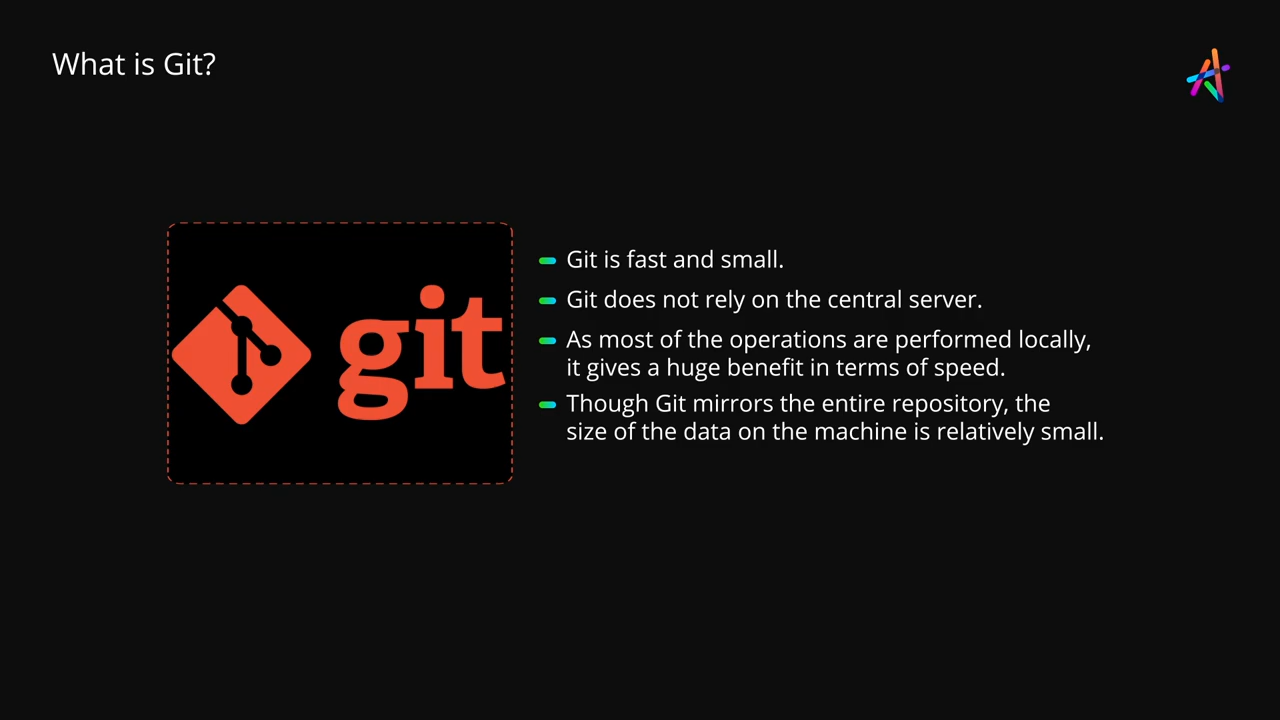 What is Git?
git
Git is fast and small.
Git does not rely on the central server.
As most of the operations are performed locally,
it gives a huge benefit in terms of speed.
Though Git mirrors the entire repository, the
size of the data on the machine is relatively small.